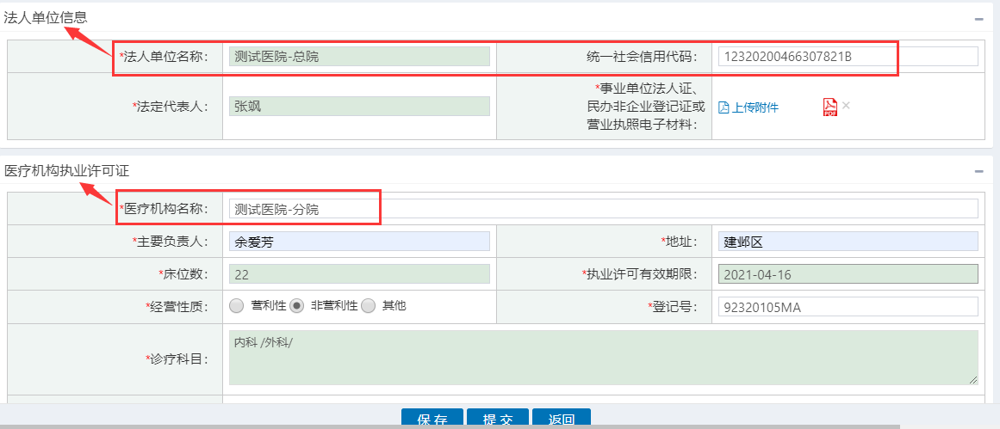 法人单位信息
*法人单位名称： 测试医院-总院 统一社会信用代码： 12320200466307821B
*法定代表人： 张飒 *事业单位法人证、
民办非企业登记证或
营业执照电子材料： 上传附件 PDF
医疗机构执业许可证
*医疗机构名称： 测试医院-分院
*主要负责人： 余爱芳 *地址： 建邺区
*床位数： 22 *执业许可有效期限： 2021-04-16
*经营性质： 营利性 非营利性 其他 *登记号： 92320105MA
*诊疗科目： 内科 /外科/
保 存 提 交 返回